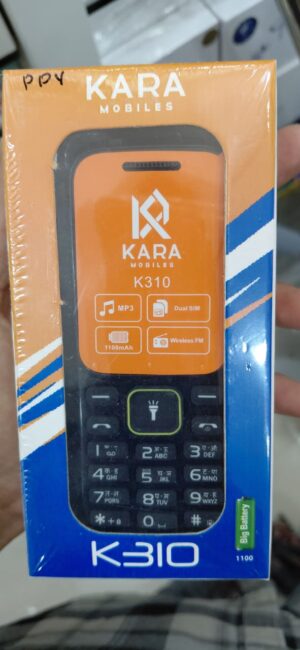 PPY
KARA
MOBILES
KARA
MOBILES
K310
MP3
Dual SIM
1100mAh
Wireless FM
1
2 ABC
3 DEF
4 GHI
5 JKL
6 MNO
7 PQRS
8 TUV
9 WXYZ
* + a
0
#
Big Battery
K310
1100